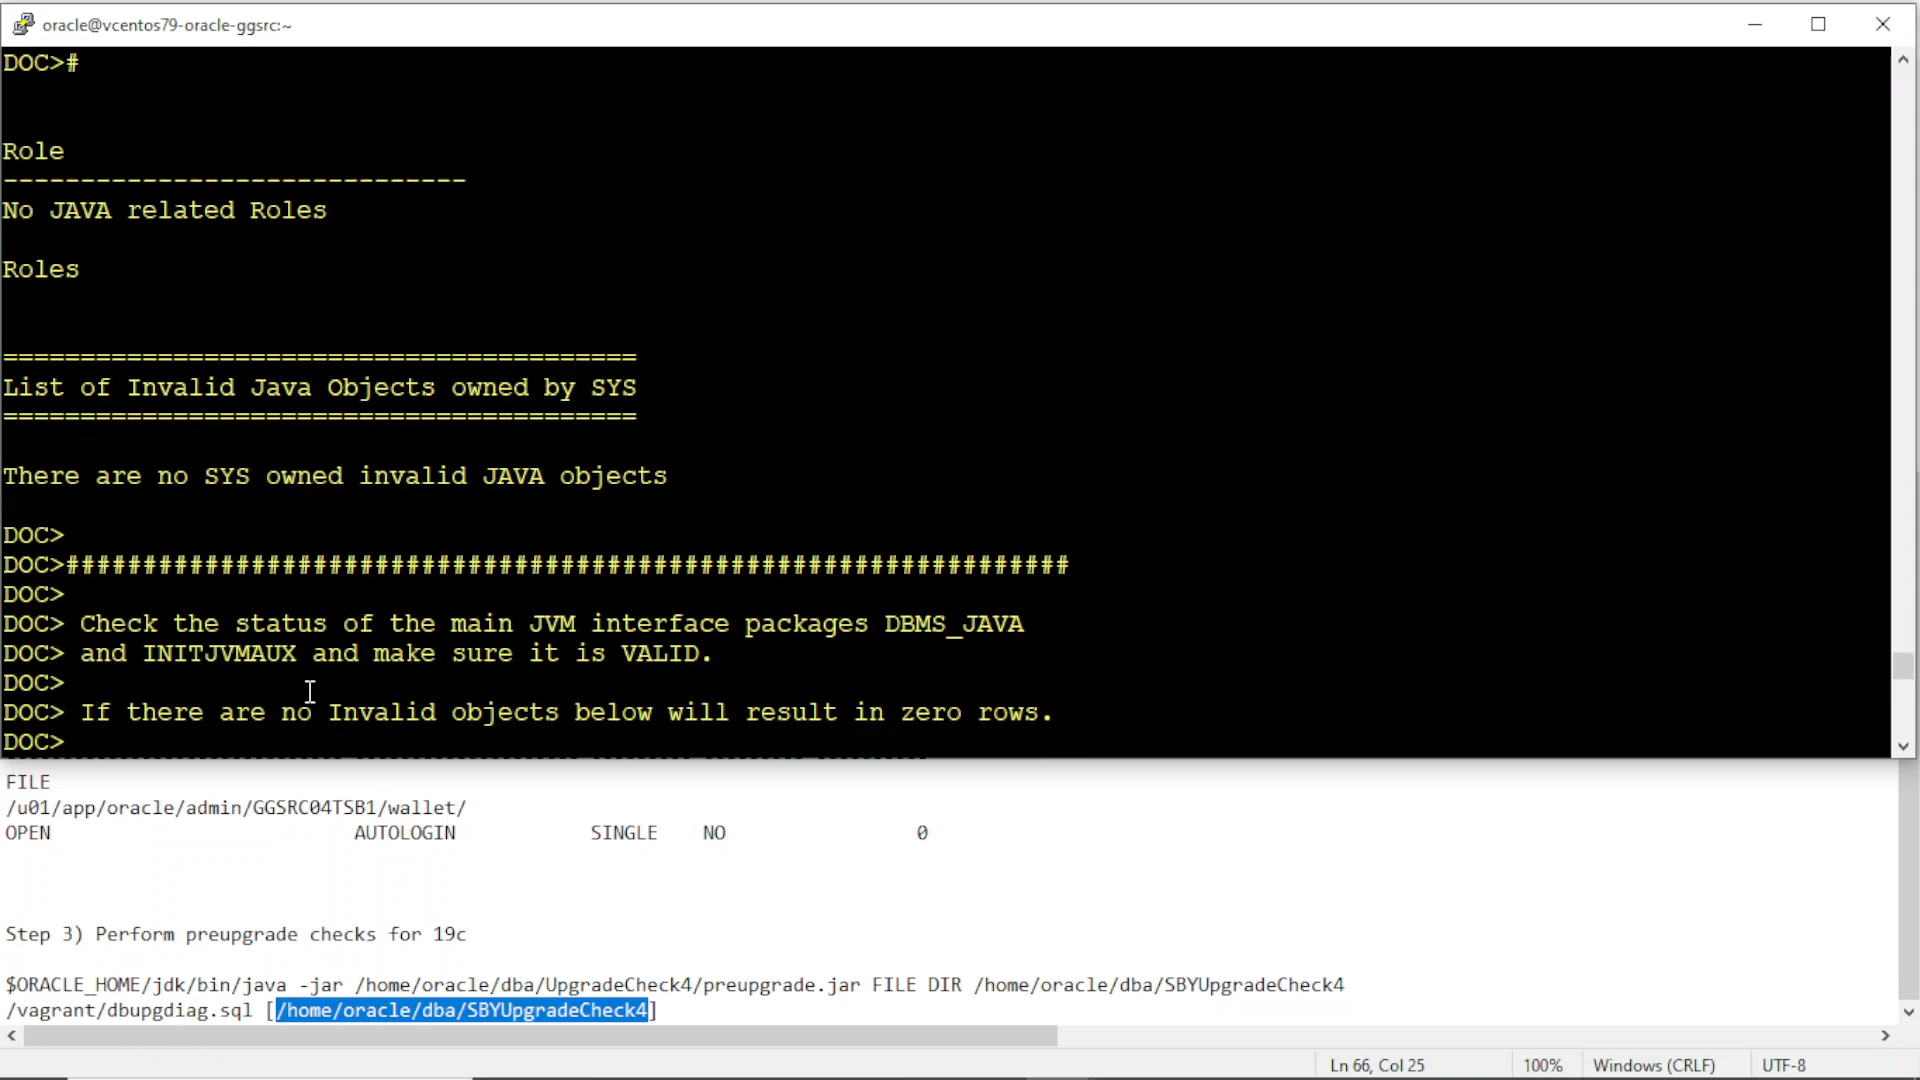 oracle@vcentos79-oracle-ggsrc:~
DOC>#
Role
------------------------------
No JAVA related Roles
Roles
=========================================
List of Invalid Java Objects owned by SYS
=========================================
There are no SYS owned invalid JAVA objects
DOC>
DOC>#################################################################
DOC>
DOC> Check the status of the main JVM interface packages DBMS_JAVA
DOC> and INITJVMAUX and make sure it is VALID.
DOC>
DOC> If there are no Invalid objects below will result in zero rows.
DOC>
FILE
/u01/app/oracle/admin/GGSRC04TSB1/wallet/
OPEN AUTOLOGIN SINGLE NO 0
Step 3) Perform preupgrade checks for 19c
$ORACLE_HOME/jdk/bin/java -jar /home/oracle/dba/UpgradeCheck4/preupgrade.jar FILE DIR /home/oracle/dba/SBYUpgradeCheck4
/vagrant/dbupgdiag.sql [/home/oracle/dba/SBYUpgradeCheck4]
Ln 66, Col 25 100% Windows (CRLF) UTF-8